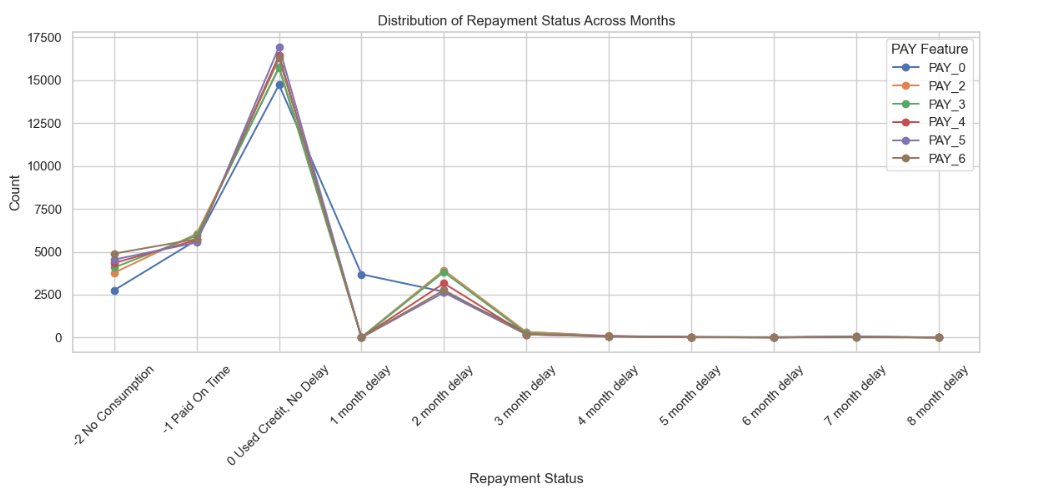 Distribution of Repayment Status Across Months
17500
15000
12500
10000
7500
5000
2500
0
Count
PAY Feature
PAY_0
PAY_2
PAY_3
PAY_4
PAY_5
PAY_6
-2 No Consumption
-1 Paid On Time
0 Used Credit, No Delay
1 month delay
2 month delay
3 month delay
4 month delay
5 month delay
6 month delay
7 month delay
8 month delay
Repayment Status